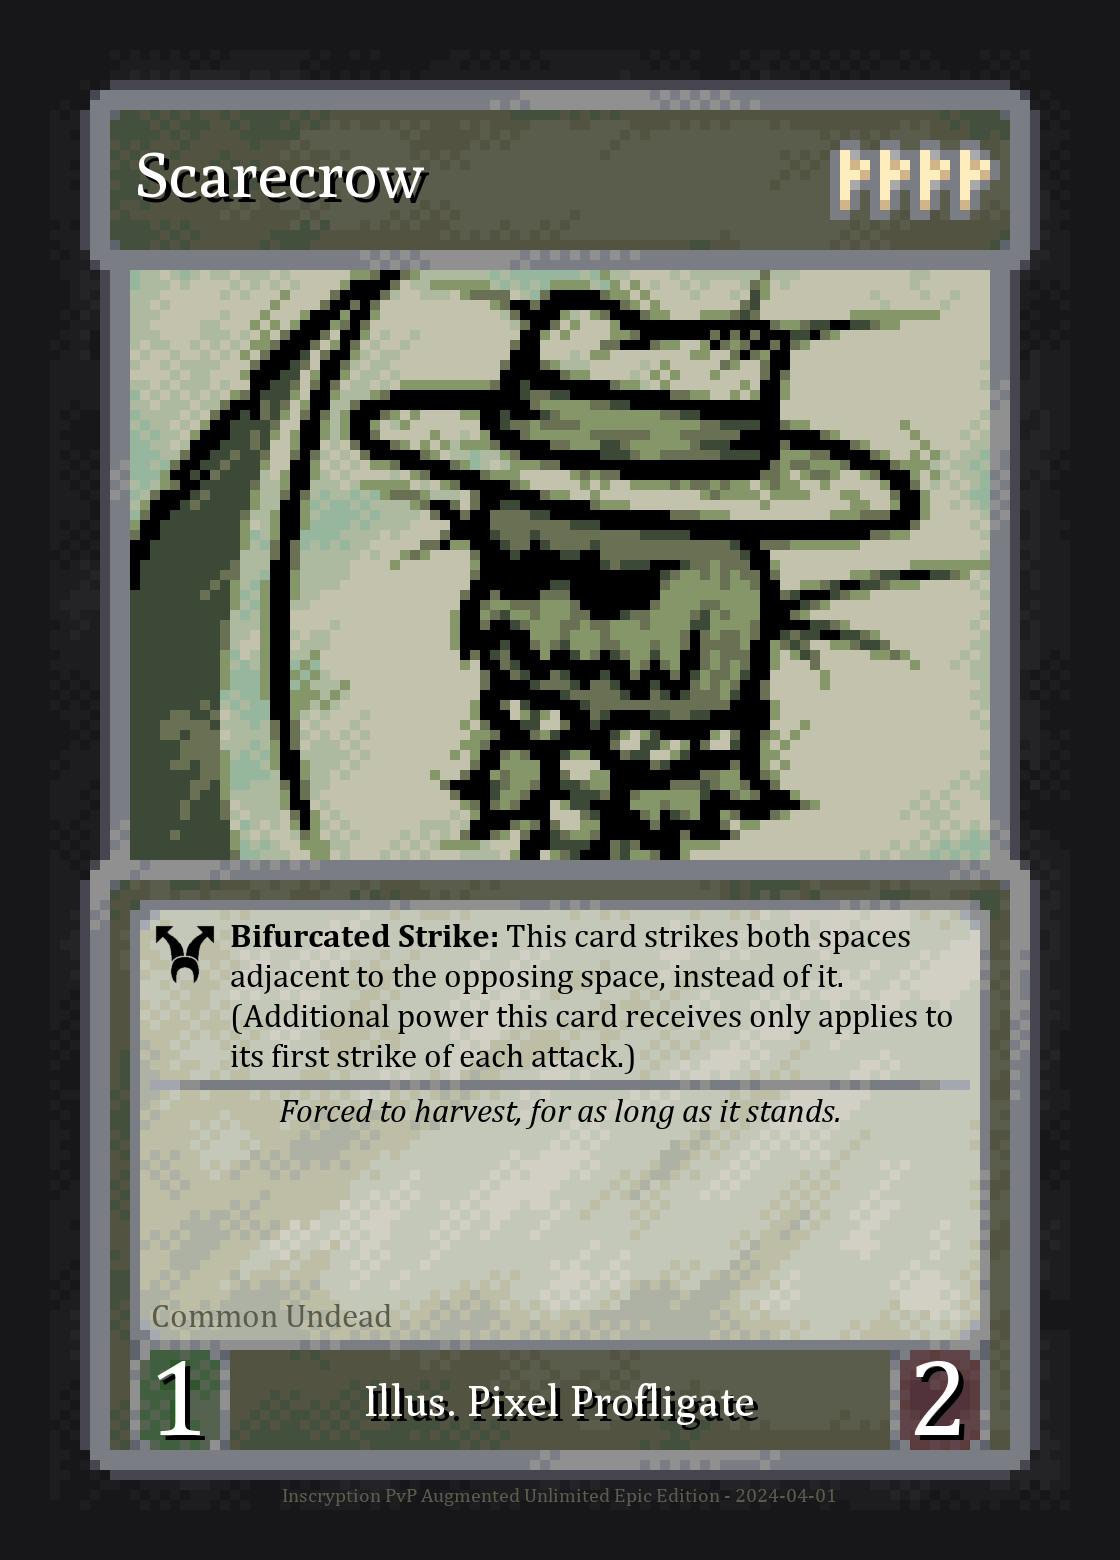 Scarecrow
Bifurcated Strike: This card strikes both spaces
adjacent to the opposing space, instead of it.
(Additional power this card receives only applies to
its first strike of each attack.)
Forced to harvest, for as long as it stands.
Common Undead
1
Illus. Pixel Profligate
2
Inscryption PvP Augmented Unlimited Epic Edition - 2024-04-01